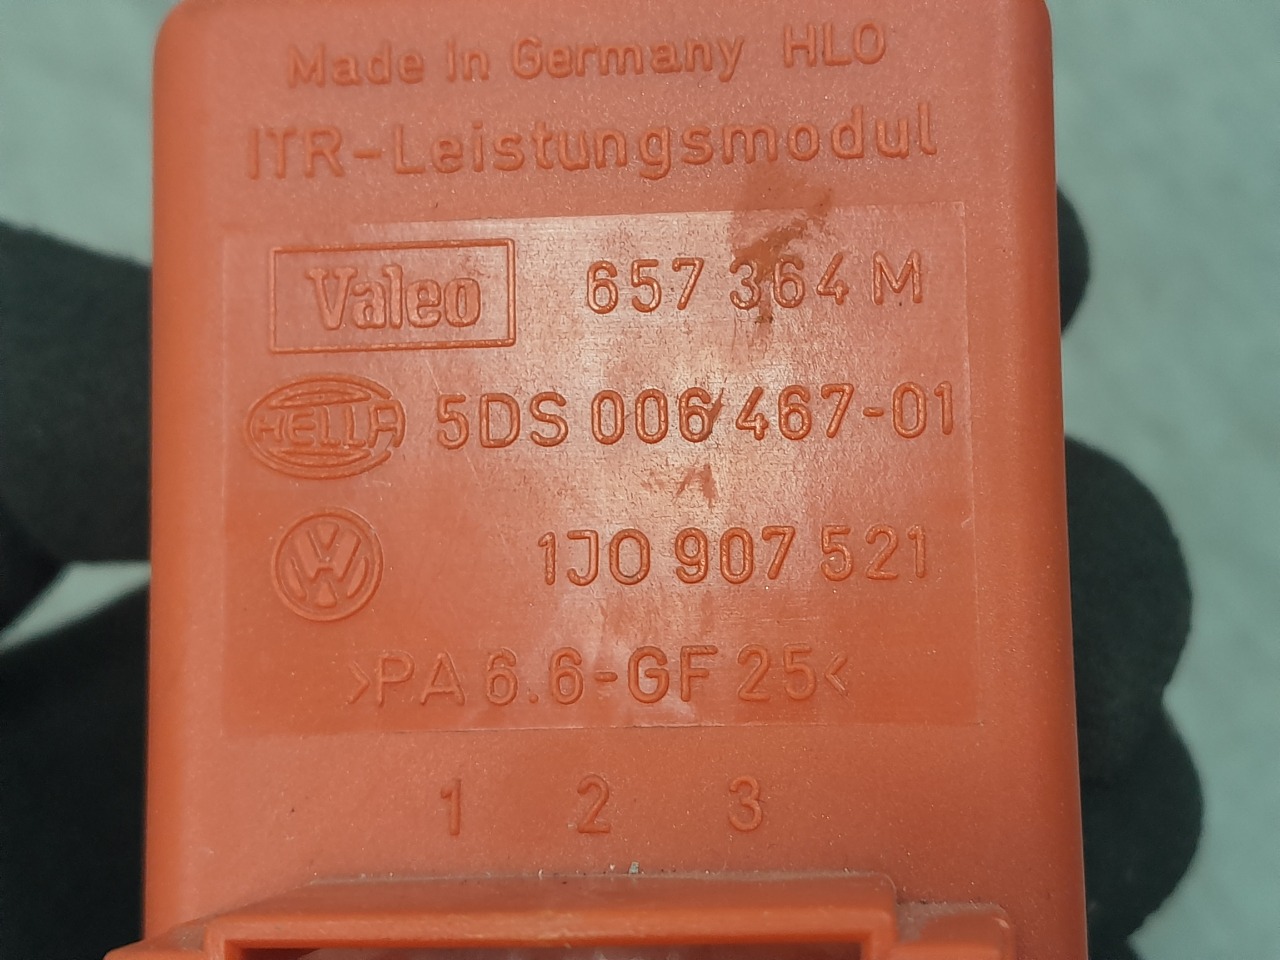 Made in Germany HLO
ITR-Leistungsmodul
Valeo 657 364 M
HELLA 5DS 006 467-01
VW 1J0 907 521
>PA 6.6-GF 25<
1 2 3